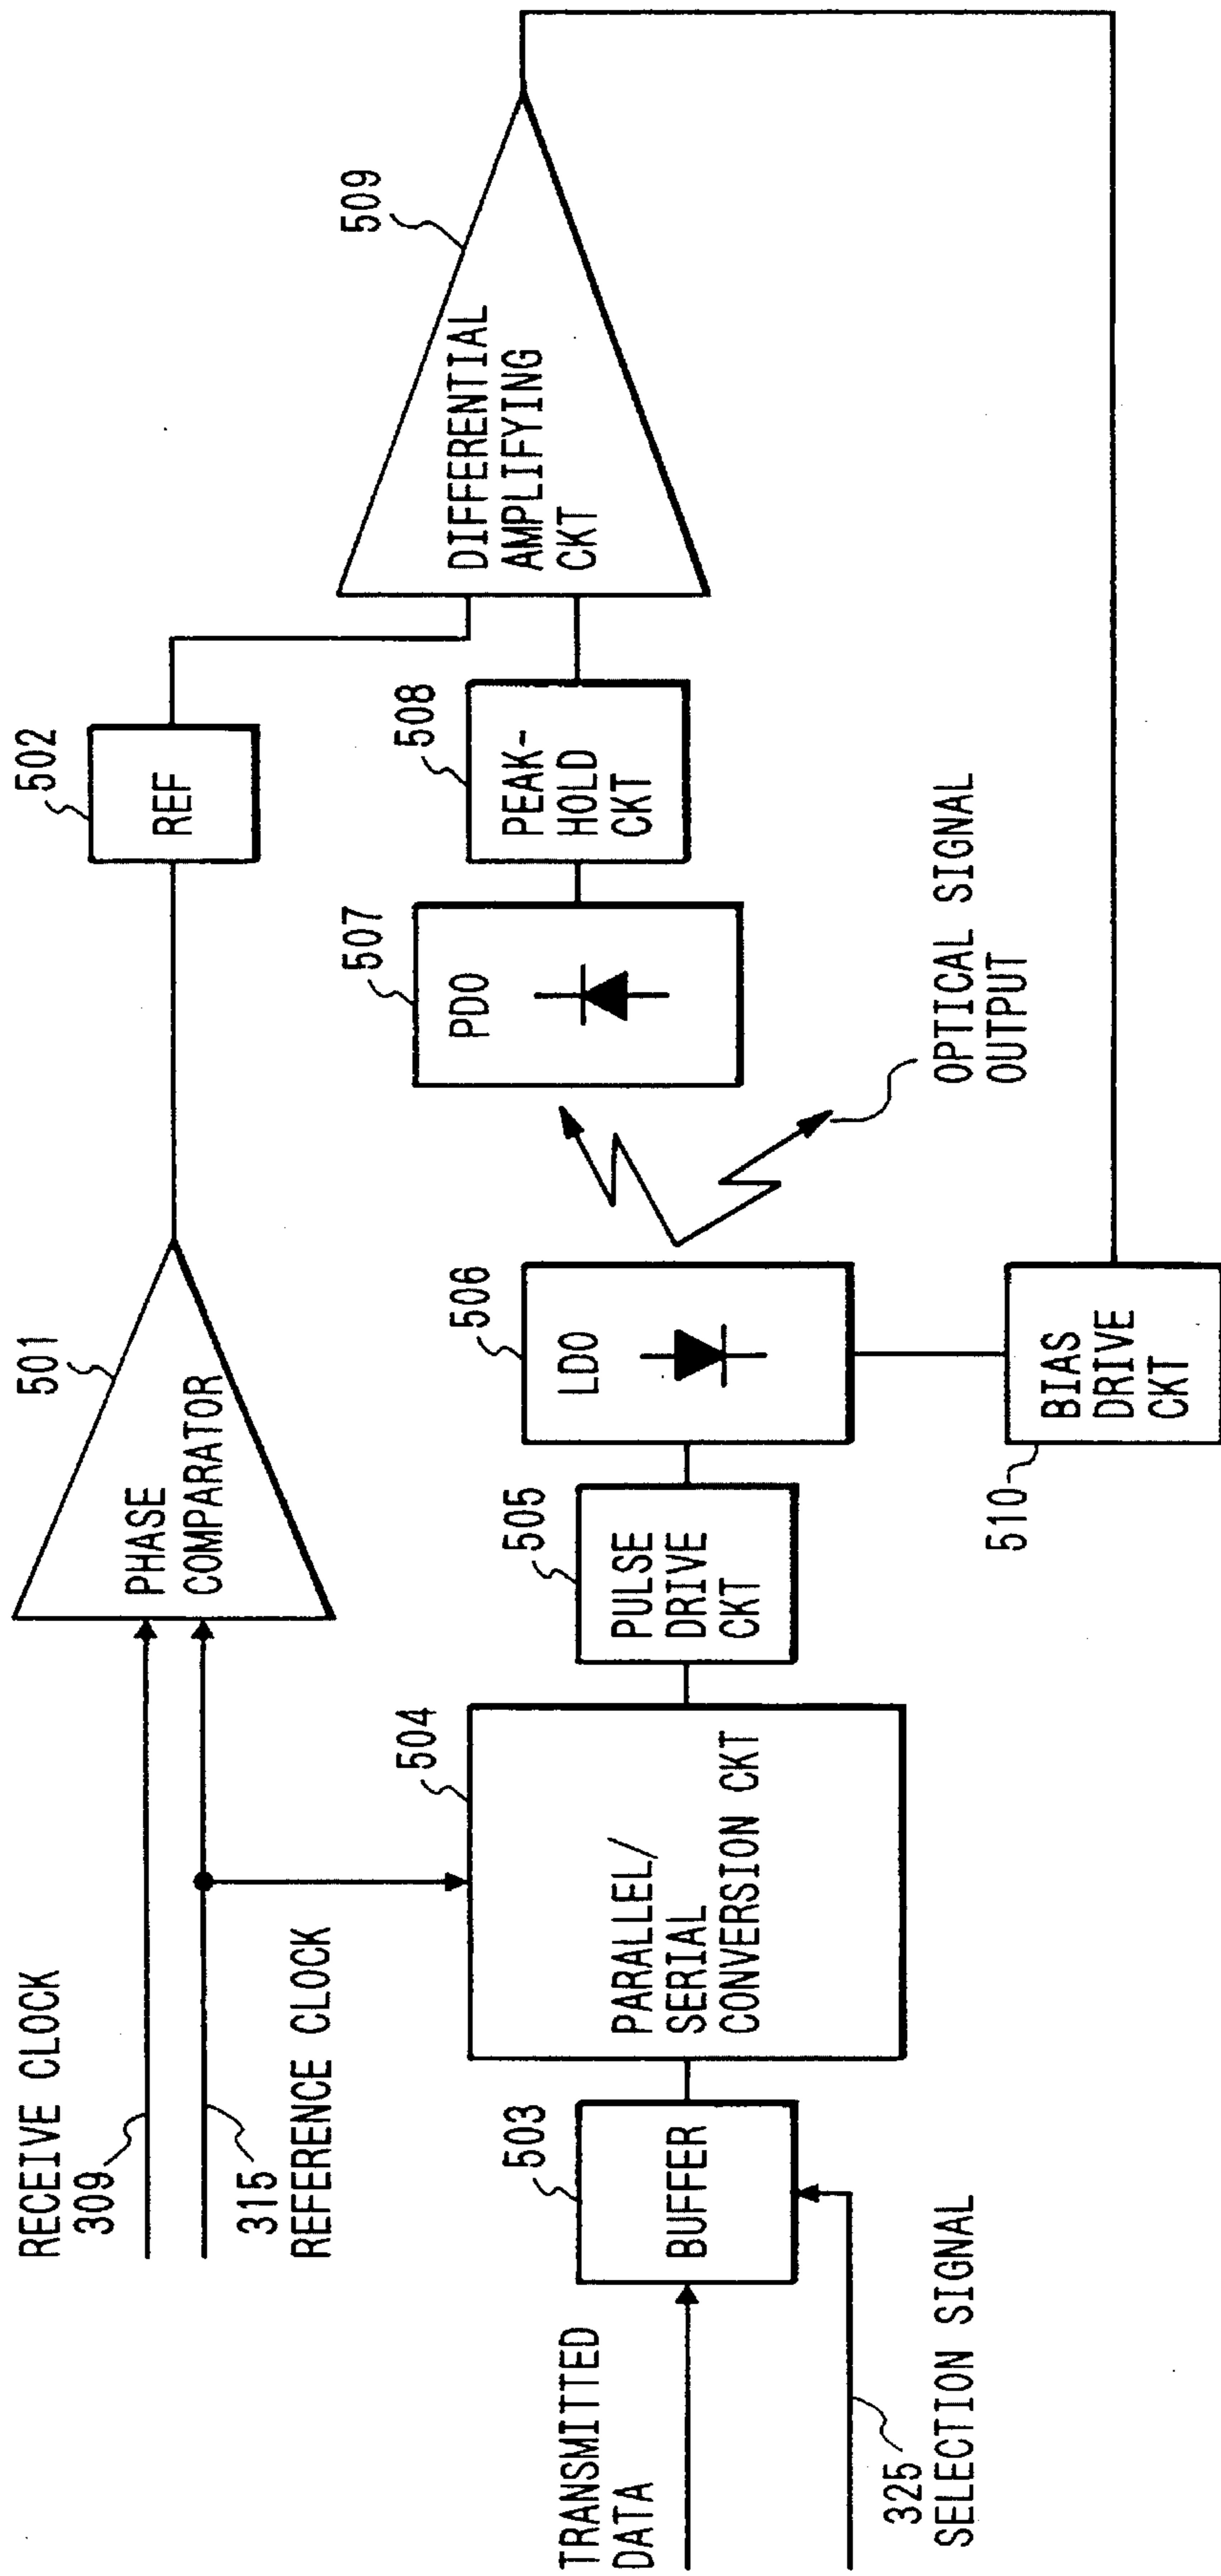 RECEIVE CLOCK
309
315
REFERENCE CLOCK
PHASE
COMPARATOR
501
REF
502
TRANSMITTED
DATA
325
SELECTION SIGNAL
BUFFER
503
PARALLEL/
SERIAL
CONVERSION CKT
504
PULSE
DRIVE
CKT
505
LDO
506
OPTICAL SIGNAL
OUTPUT
PDO
507
PEAK-
HOLD
CKT
508
DIFFERENTIAL
AMPLIFYING
CKT
509
BIAS
DRIVE
CKT
510